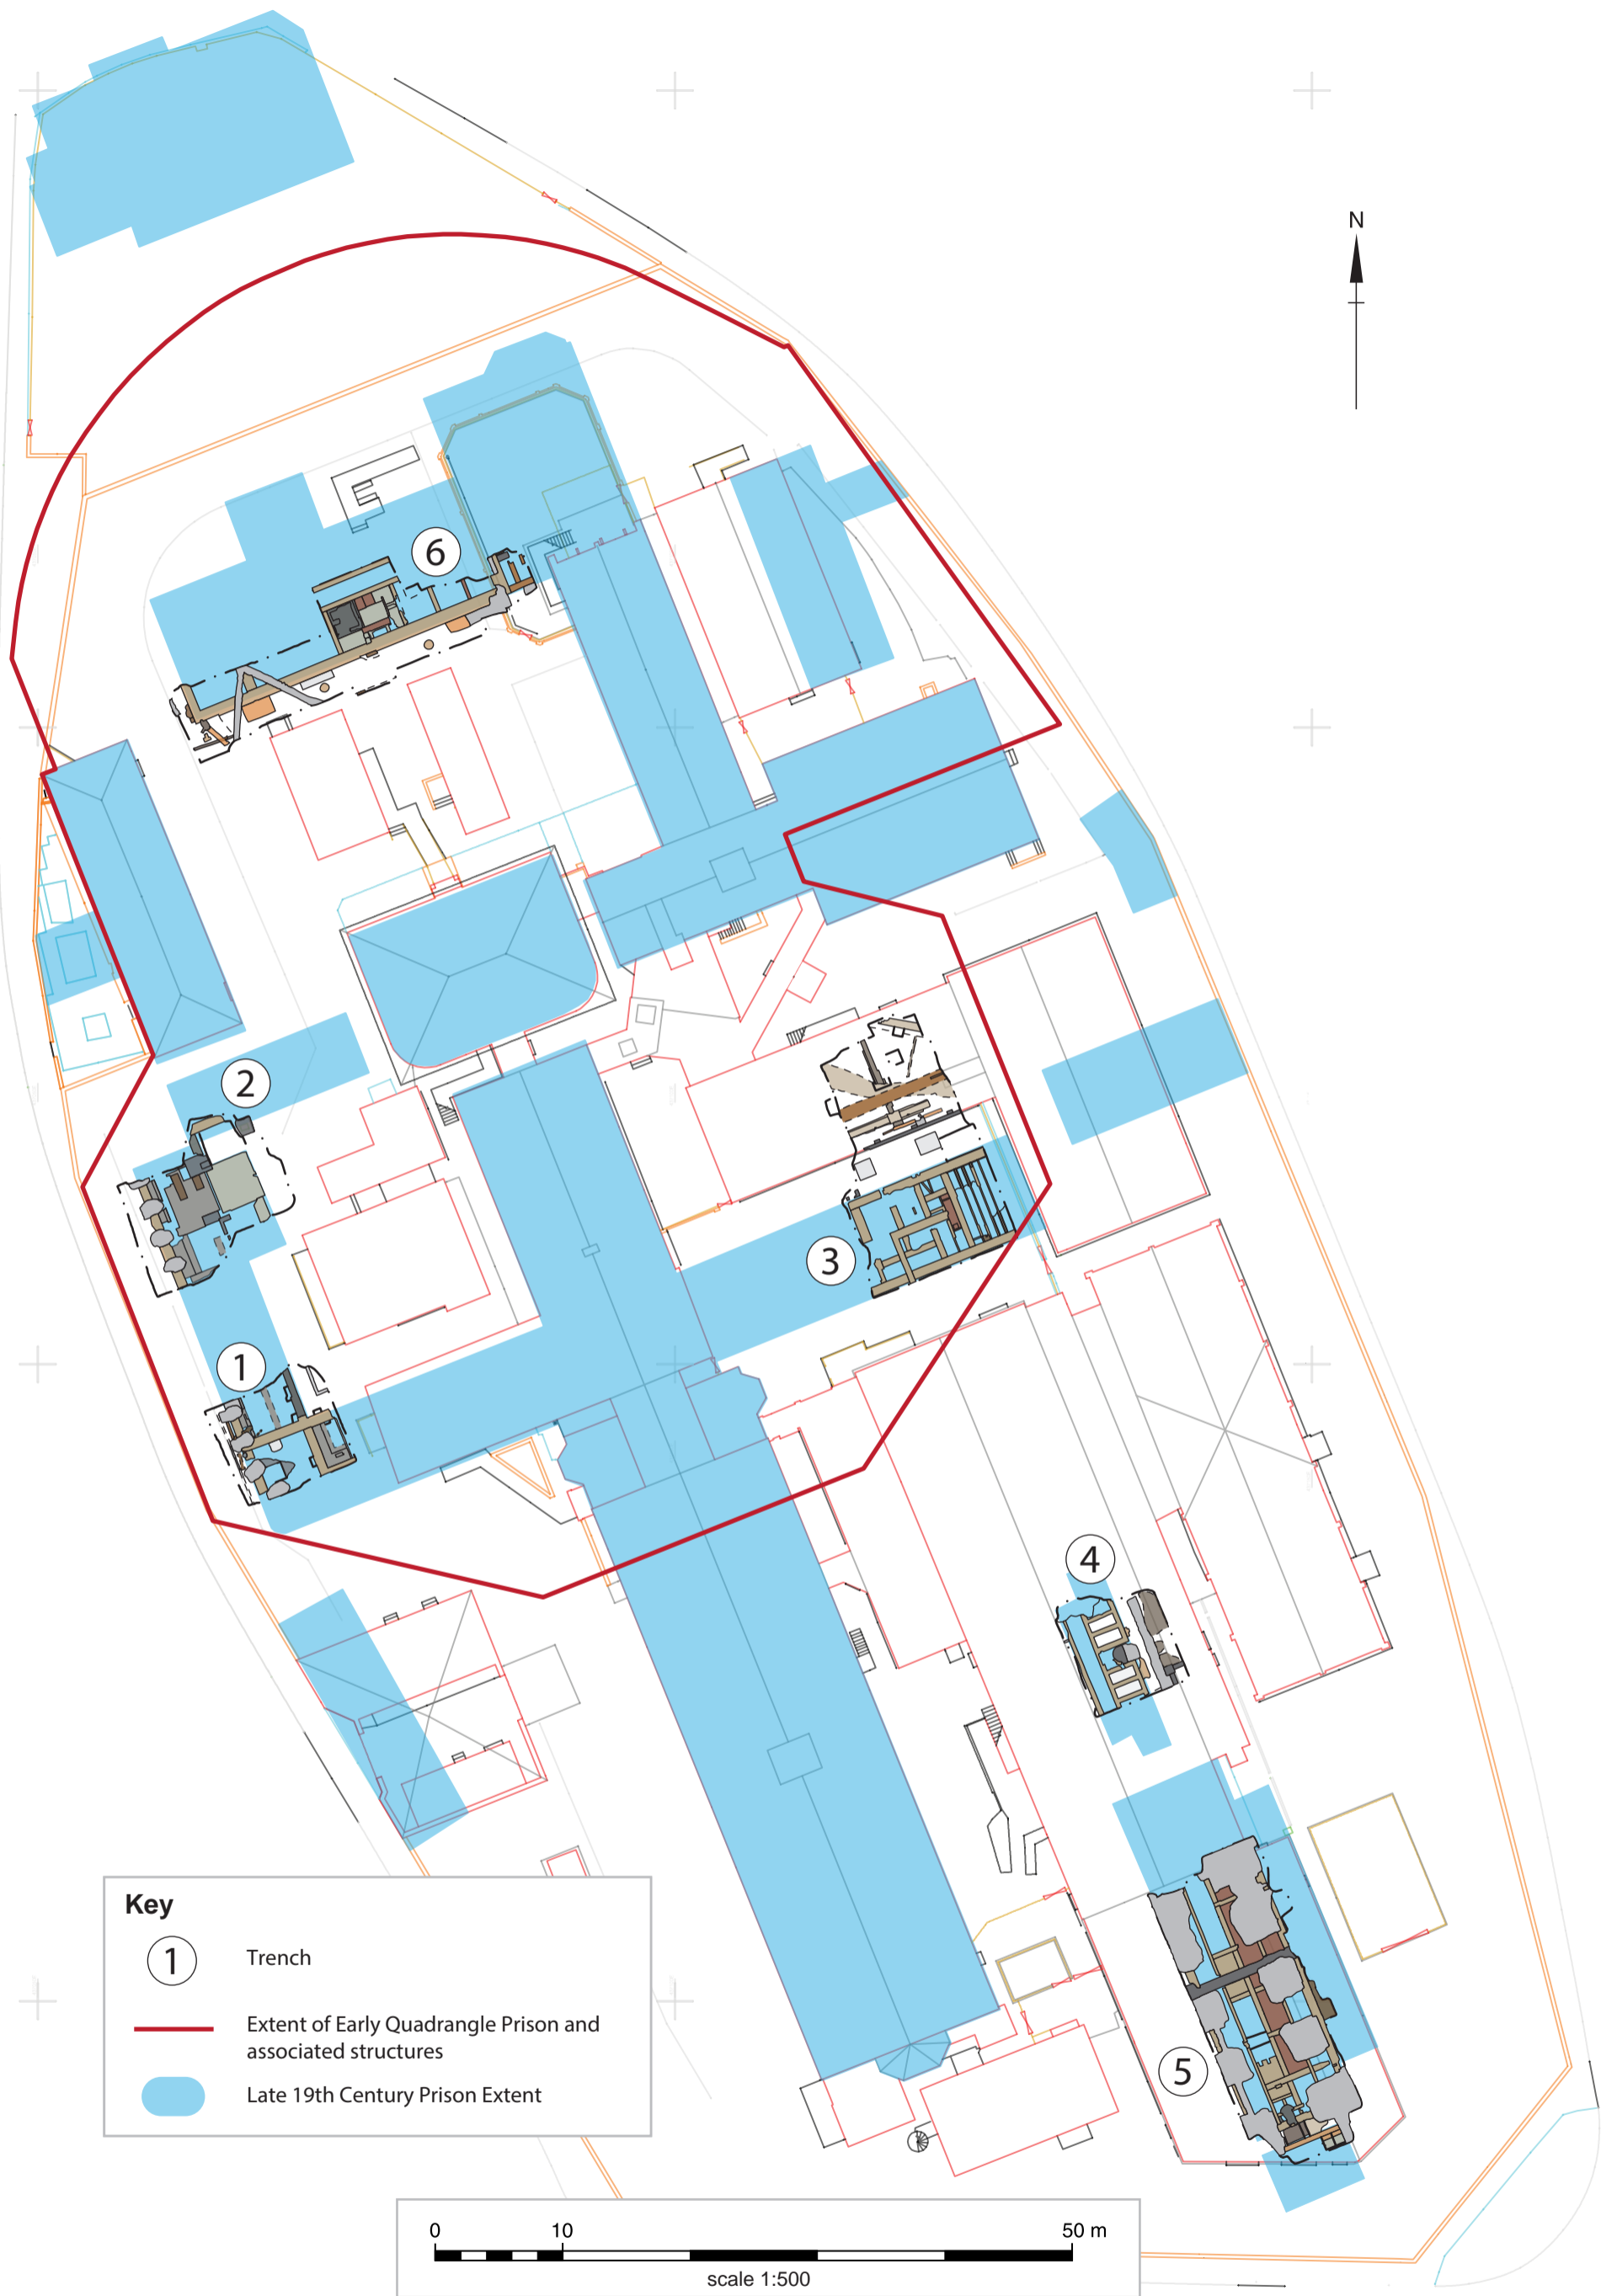 N
6
2
3
1
4
5
Key
1 Trench
Extent of Early Quadrangle Prison and
associated structures
Late 19th Century Prison Extent
0 10 50 m
scale 1:500